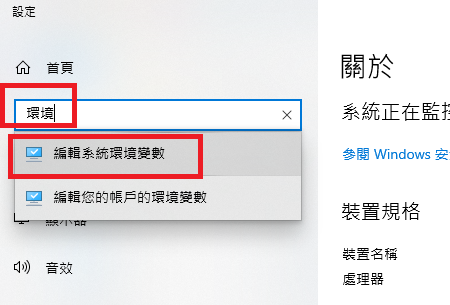 設定
首頁
環境
編輯系統環境變數
編輯您的帳戶的環境變數
顯示器
音效
關於
系統正在監控
參閱 Windows 安
裝置規格
裝置名稱
處理器